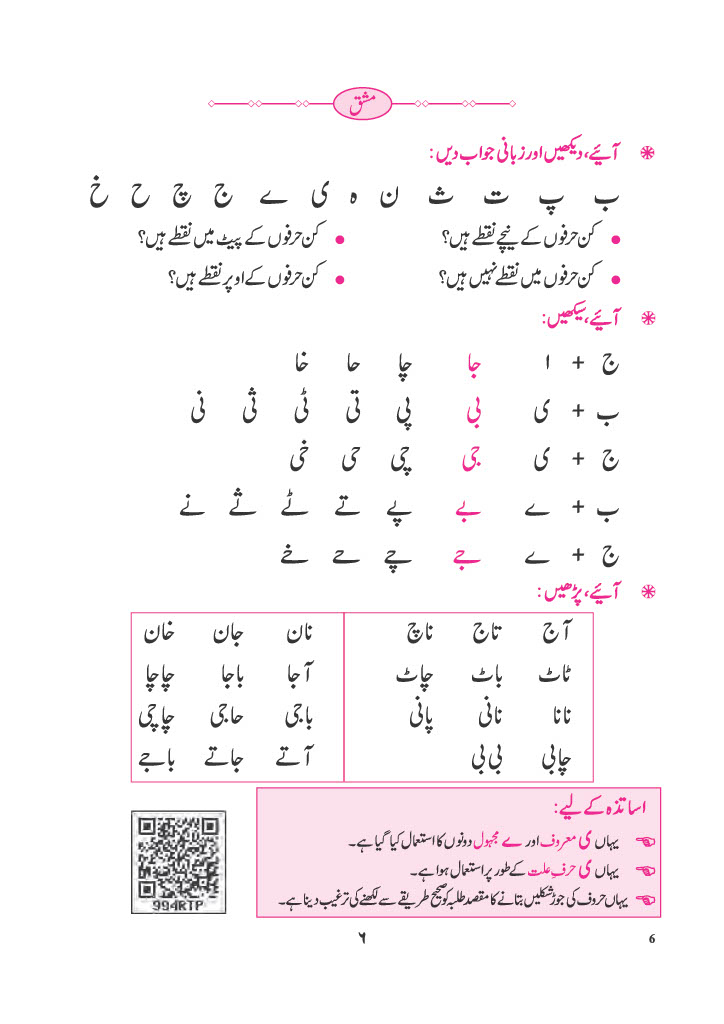 مشق
آئیے، دیکھیں اور زبانی جواب دیں:
ب پ ت ث ن ہ ی ے ج چ ح خ
کن حرفوں کے نیچے نقطے ہیں؟ کن حرفوں کے پیٹ میں نقطے ہیں؟
کن حرفوں میں نقطے نہیں ہیں؟ کن حرفوں کے اوپر نقطے ہیں؟
آئیے، سیکھیں:
ج + ا جا چا حا خا
ب + ی بی پی تی ٹی ثی نی
ج + ی جی چی حی خی
ب + ے بے پے تے ٹے ثے نے
ج + ے جے چے حے خے
آئیے، پڑھیں:
آج تاج ناچ نان جان خان
ٹاٹ باٹ چاٹ آجا باجا چاچا
نانا نانی پانی باجی حاجی چاچی
چابی بی بی آتے جاتے باجے
اساتذہ کے لیے:
یہاں ی معروف اور ے مجہول دونوں کا استعمال کیا گیا ہے۔
یہاں ی حرفِ علت کے طور پر استعمال ہوا ہے۔
یہاں حروف کی جوڑ شکلیں بتانے کا مقصد طلبہ کو صحیح طریقے سے لکھنے کی ترغیب دینا ہے۔
994RTP
۶
6